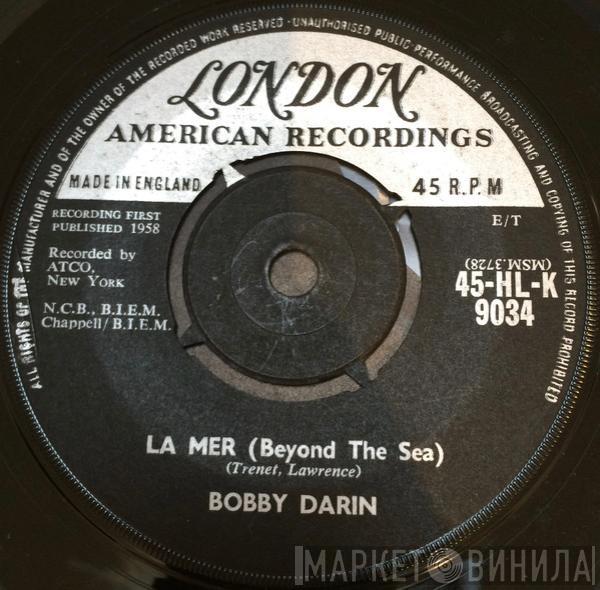 ALL RIGHTS OF THE MANUFACTURER AND OF THE OWNER OF THE RECORDED WORK RESERVED · UNAUTHORISED PUBLIC PERFORMANCE BROADCASTING AND COPYING OF THIS RECORD PROHIBITED
LONDON
AMERICAN RECORDINGS
MADE IN ENGLAND
45 R.P.M
RECORDING FIRST
PUBLISHED 1958
E/T
Recorded by
ATCO,
NEW YORK
(MSM.3728)
45-HL-K
9034
N.C.B., B.I.E.M.
Chappell/B.I.E.M.
LA MER (Beyond The Sea)
(Trenet, Lawrence)
BOBBY DARIN
МАРКЕТ ВИНИЛА